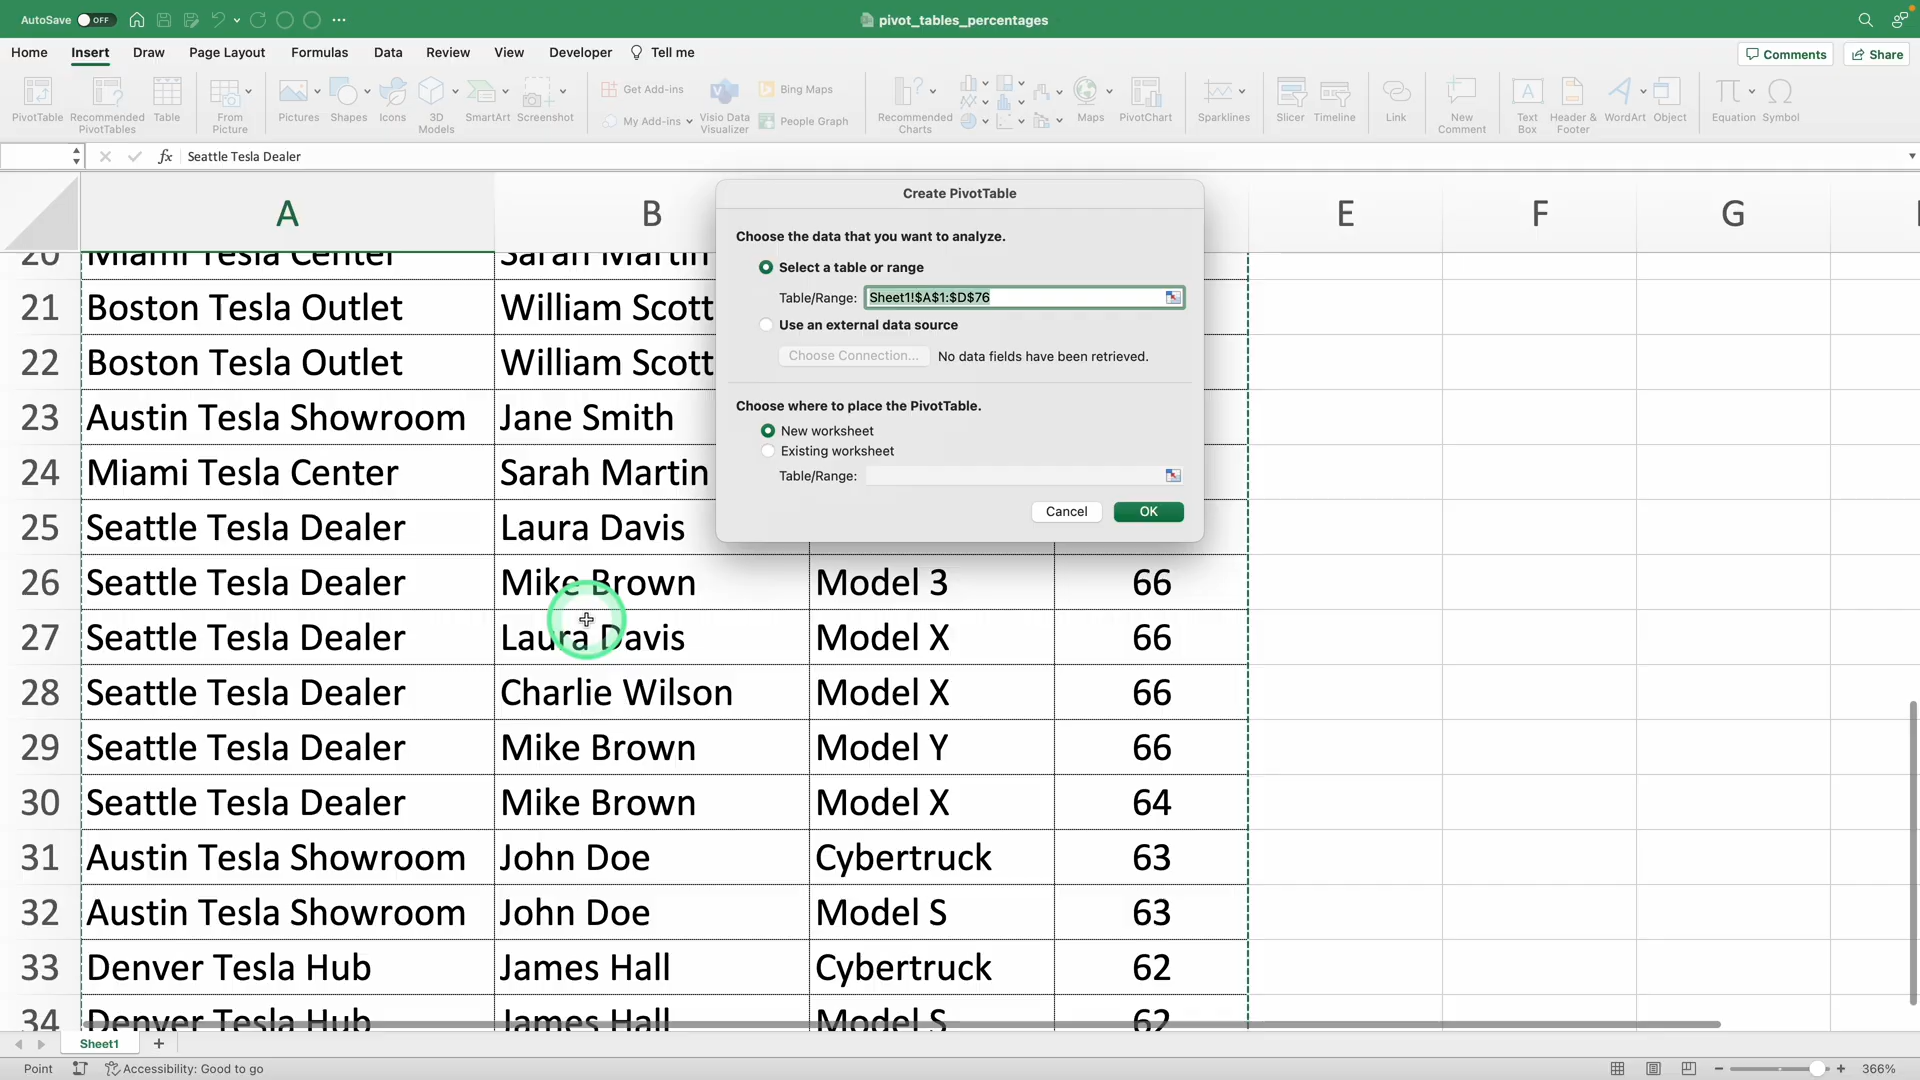 AutoSave OFF
pivot_tables_percentages
Home Insert Draw Page Layout Formulas Data Review View Developer Tell me
Comments Share
PivotTable
Recommended PivotTables
Table
From Picture
Pictures
Shapes
Icons
3D Models
SmartArt
Screenshot
Get Add-ins
My Add-ins
Visio Data Visualizer
Bing Maps
People Graph
Recommended Charts
Maps
PivotChart
Sparklines
Slicer
Timeline
Link
New Comment
Text Box
Header & Footer
WordArt
Object
Equation
Symbol
fx Seattle Tesla Dealer
A B E F G
Create PivotTable
Choose the data that you want to analyze.
Select a table or range
Table/Range: Sheet1!$A$1:$D$76
Use an external data source
Choose Connection... No data fields have been retrieved.
Choose where to place the PivotTable.
New worksheet
Existing worksheet
Table/Range:
Cancel OK
20 Miami Tesla Center Sarah Martin
21 Boston Tesla Outlet William Scott
22 Boston Tesla Outlet William Scott
23 Austin Tesla Showroom Jane Smith
24 Miami Tesla Center Sarah Martin
25 Seattle Tesla Dealer Laura Davis
26 Seattle Tesla Dealer Mike Brown Model 3 66
27 Seattle Tesla Dealer Laura Davis Model X 66
28 Seattle Tesla Dealer Charlie Wilson Model X 66
29 Seattle Tesla Dealer Mike Brown Model Y 66
30 Seattle Tesla Dealer Mike Brown Model X 64
31 Austin Tesla Showroom John Doe Cybertruck 63
32 Austin Tesla Showroom John Doe Model S 63
33 Denver Tesla Hub James Hall Cybertruck 62
34 Denver Tesla Hub James Hall Model S 62
Sheet1
Point Accessibility: Good to go 366%